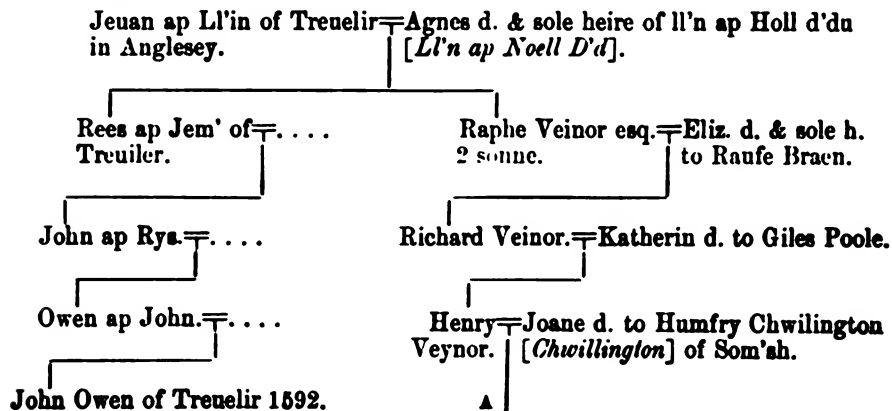 Jeuan ap Ll'in of Treuelir=Agnes d. & sole heire of ll'n ap Holl d'du
in Anglesey. [Ll'n ap Noell D'd].
Rees ap Jem' of=.... Raphe Veinor esq.=Eliz. d. & sole h.
Treuiler. 2 sonne. to Raufe Braen.
John ap Rys.=.... Richard Veinor.=Katherin d. to Giles Poole.
Owen ap John.=.... Henry=Joane d. to Humfry Chwilington
Veynor. [Chwillington] of Som'sh.
John Owen of Treuelir 1592. A